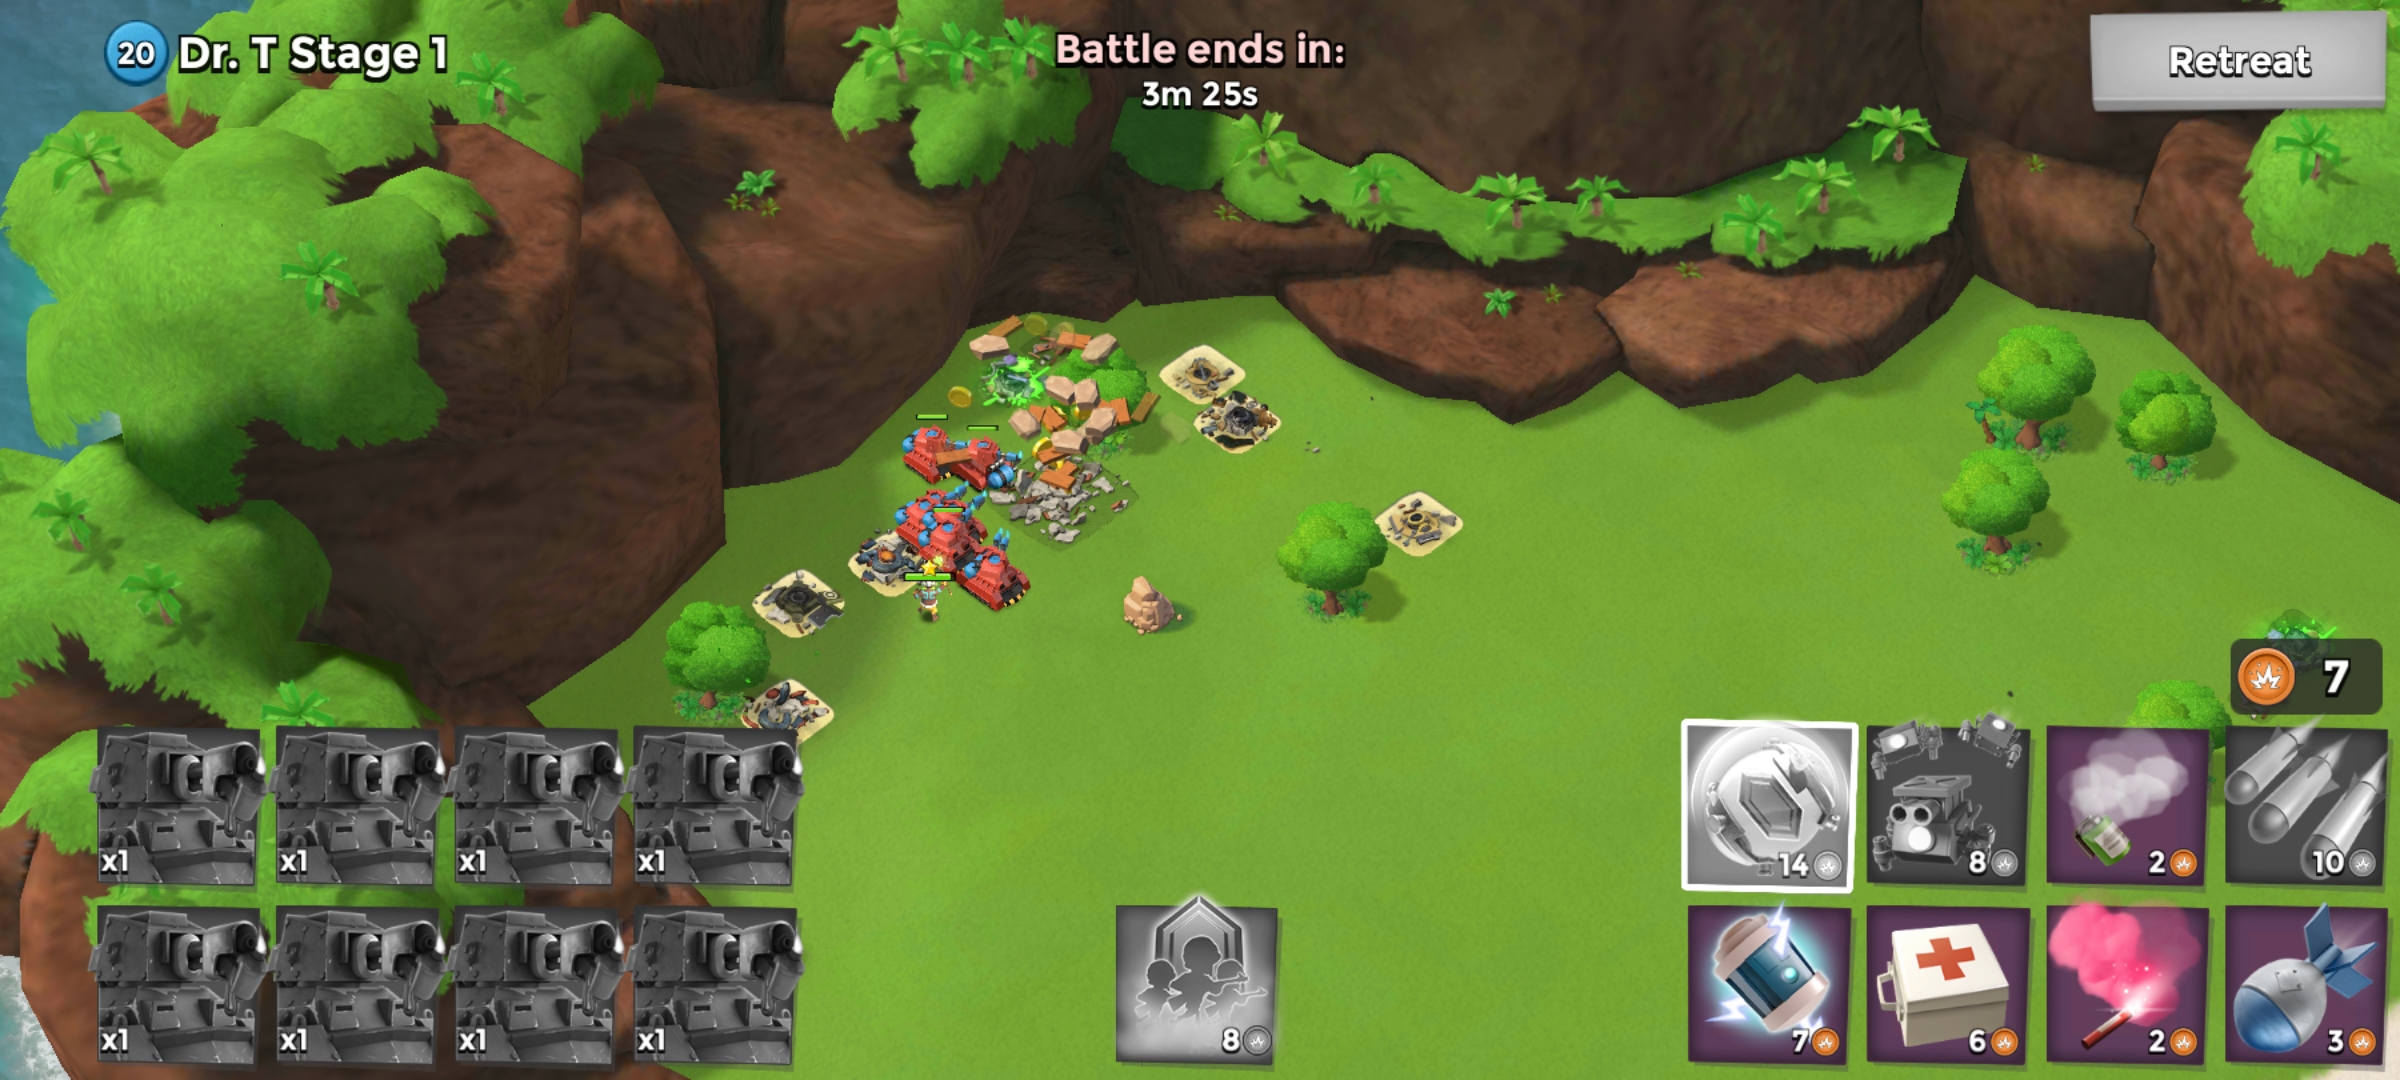 20 Dr. T Stage 1
Battle ends in:
3m 25s
Retreat
7
x1 x1 x1 x1
14 8 2 10
x1 x1 x1 x1
8
7 6 2 3